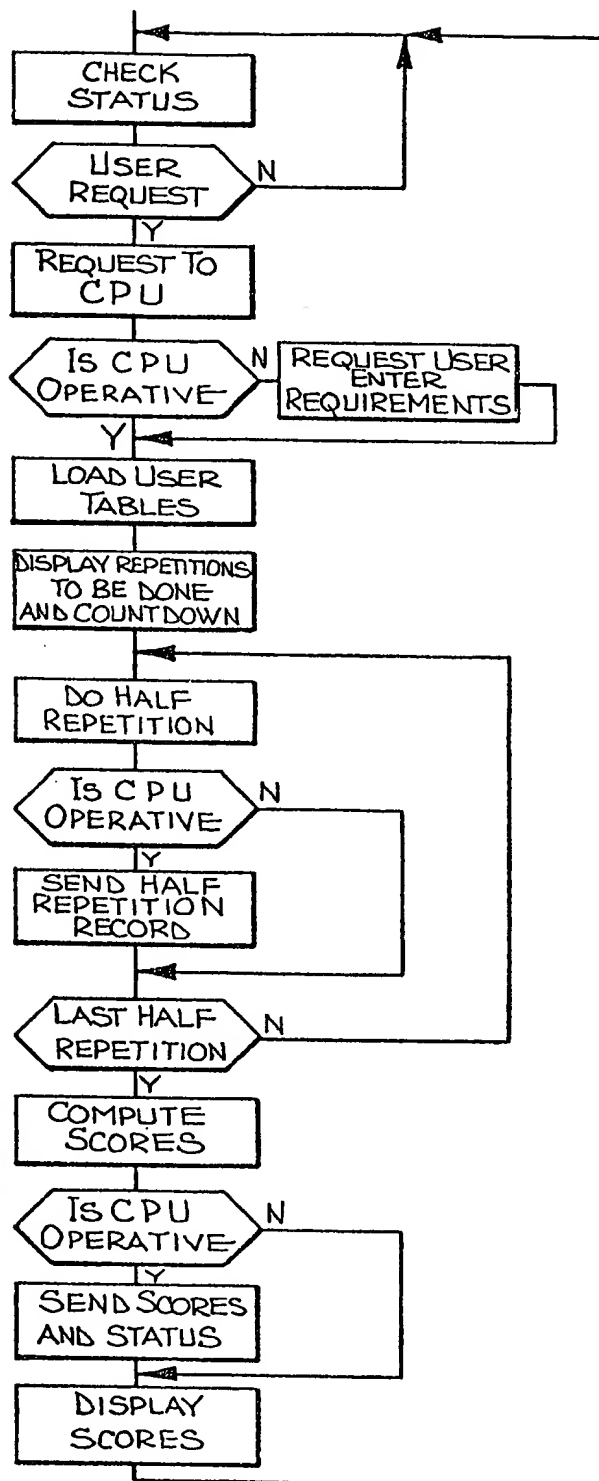 CHECK
STATUS
USER
REQUEST
N
Y
REQUEST TO
CPU
IS CPU
OPERATIVE
N
REQUEST USER
ENTER
REQUIREMENTS
Y
LOAD USER
TABLES
DISPLAY REPETITIONS
TO BE DONE
AND COUNTDOWN
DO HALF
REPETITION
IS CPU
OPERATIVE
N
Y
SEND HALF
REPETITION
RECORD
LAST HALF
REPETITION
N
Y
COMPUTE
SCORES
IS CPU
OPERATIVE
N
Y
SEND SCORES
AND STATUS
DISPLAY
SCORES